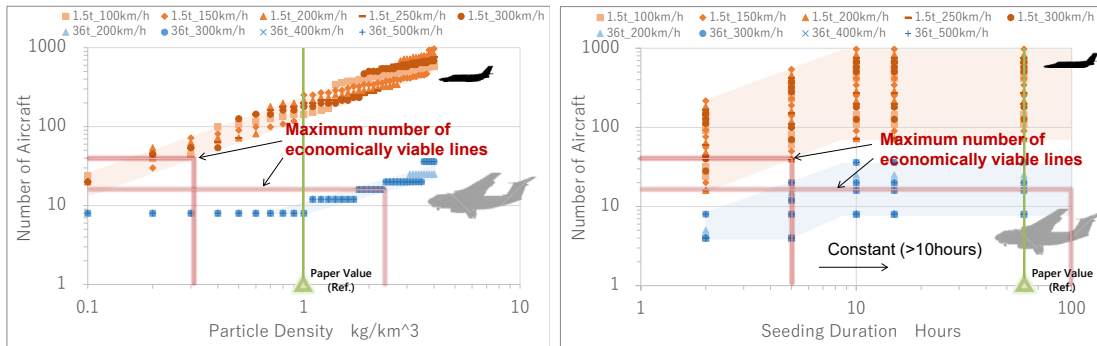 1.5t_100km/h 1.5t_150km/h 1.5t_200km/h 1.5t_250km/h 1.5t_300km/h
36t_200km/h 36t_300km/h 36t_400km/h 36t_500km/h
1000
100
10
1
Number of Aircraft
Maximum number of
economically viable lines
Paper Value
(Ref.)
0.1 1 10
Particle Density kg/km^3
1.5t_100km/h 1.5t_150km/h 1.5t_200km/h 1.5t_250km/h 1.5t_300km/h
36t_200km/h 36t_300km/h 36t_400km/h 36t_500km/h
1000
100
10
1
Number of Aircraft
Maximum number of
economically viable lines
Constant (>10hours)
Paper Value
(Ref.)
1 10 100
Seeding Duration Hours